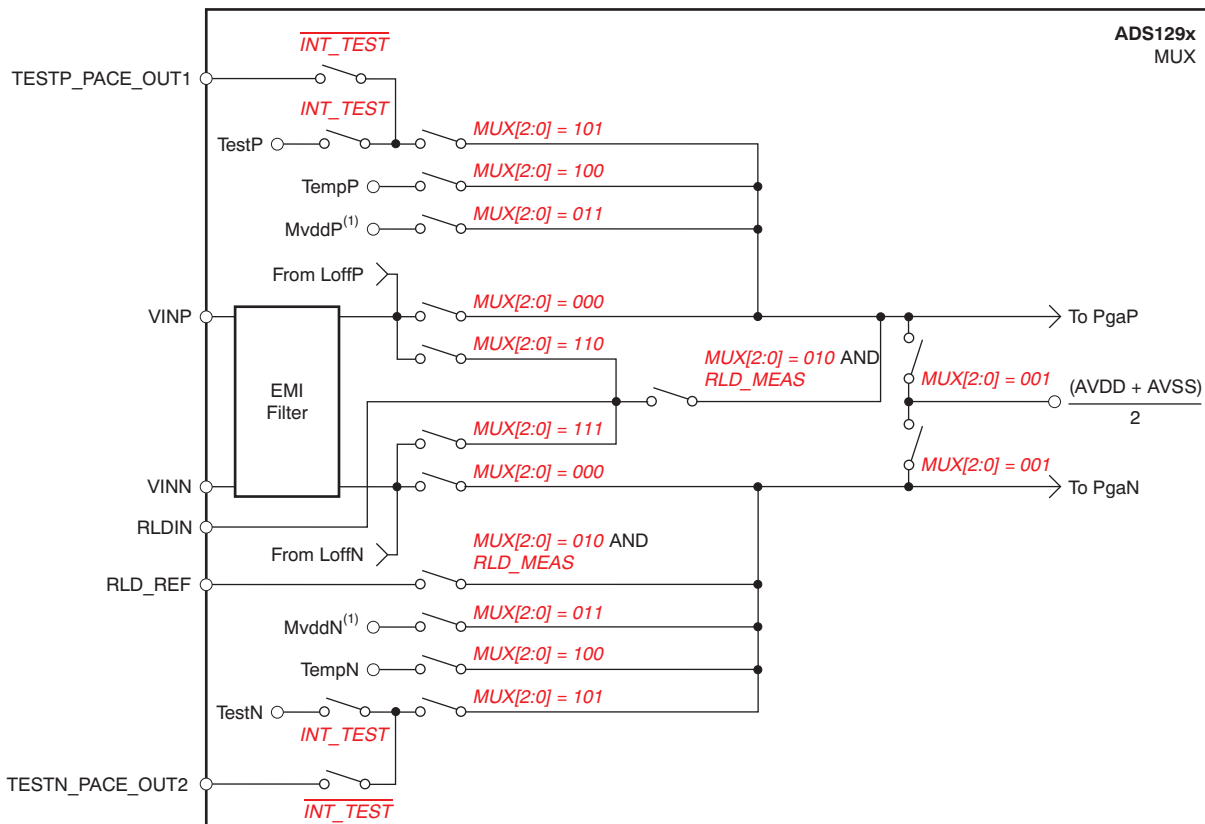 ADS129x
MUX
INT_TEST
TESTP_PACE_OUT1
INT_TEST
TestP
MUX[2:0] = 101
TempP
MUX[2:0] = 100
MvddP(1)
MUX[2:0] = 011
From LoffP
VINP
MUX[2:0] = 000
To PgaP
MUX[2:0] = 110
MUX[2:0] = 010 AND
RLD_MEAS
EMI
Filter
MUX[2:0] = 001
(AVDD + AVSS)
2
MUX[2:0] = 111
MUX[2:0] = 001
VINN
MUX[2:0] = 000
To PgaN
RLDIN
From LoffN
MUX[2:0] = 010 AND
RLD_MEAS
RLD_REF
MvddN(1)
MUX[2:0] = 011
TempN
MUX[2:0] = 100
TestN
MUX[2:0] = 101
INT_TEST
TESTN_PACE_OUT2
INT_TEST